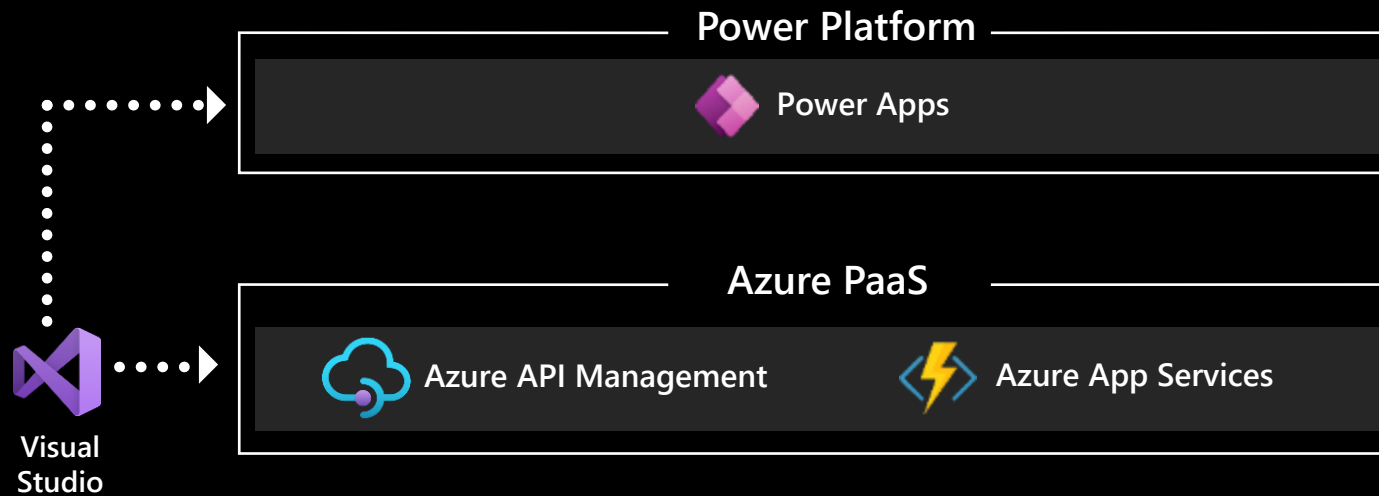 Power Platform
Power Apps
Azure PaaS
Azure API Management
Azure App Services
Visual
Studio